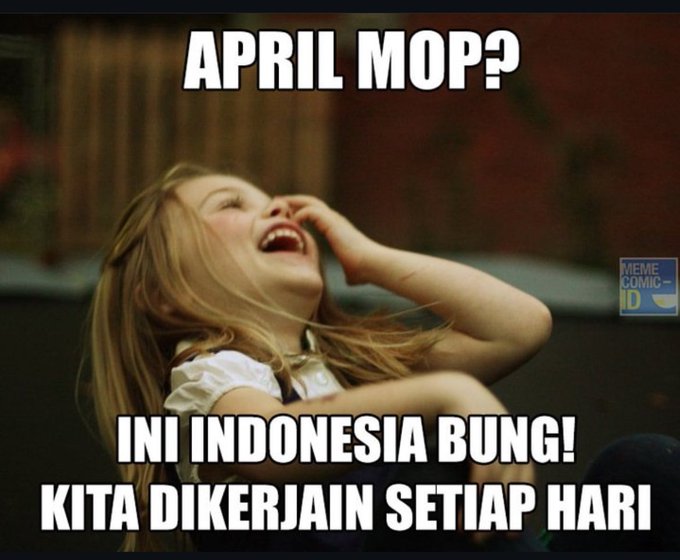 APRIL MOP?
MEME
COMIC-
ID
INI INDONESIA BUNG!
KITA DIKERJAIN SETIAP HARI